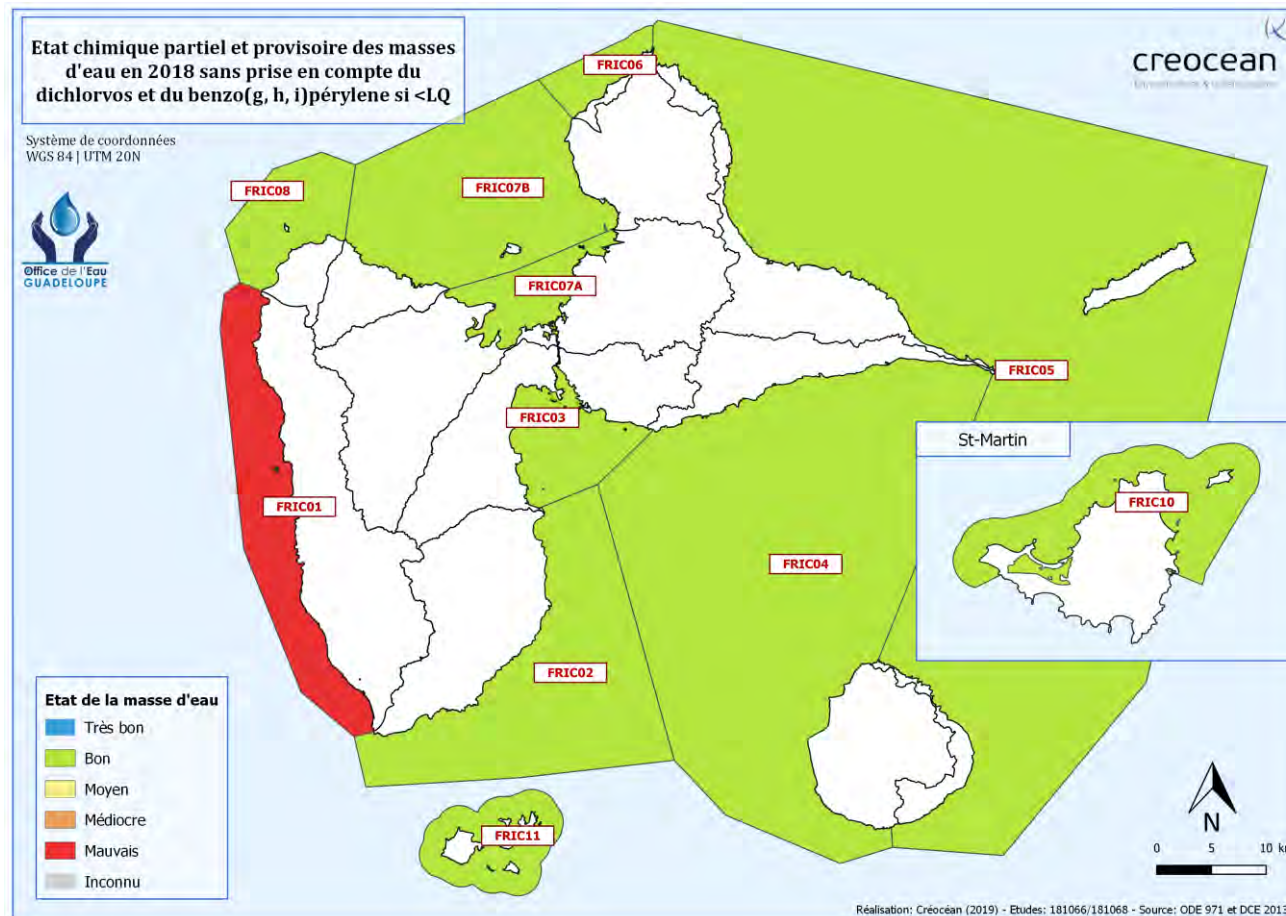 Etat chimique partiel et provisoire des masses
d'eau en 2018 sans prise en compte du
dichlorvos et du benzo(g, h, i)pérylene si <LQ
Système de coordonnées
WGS 84 | UTM 20N
Office de l'Eau
GUADELOUPE
creocean
FRIC06
FRIC08
FRIC07B
FRIC07A
FRIC05
FRIC03
St-Martin
FRIC10
FRIC01
FRIC04
FRIC02
FRIC11
Etat de la masse d'eau
Très bon
Bon
Moyen
Médiocre
Mauvais
Inconnu
N
0 5 10 km
Réalisation: Créocéan (2019) - Etudes: 181066/181068 - Source: ODE 971 et DCE 2013